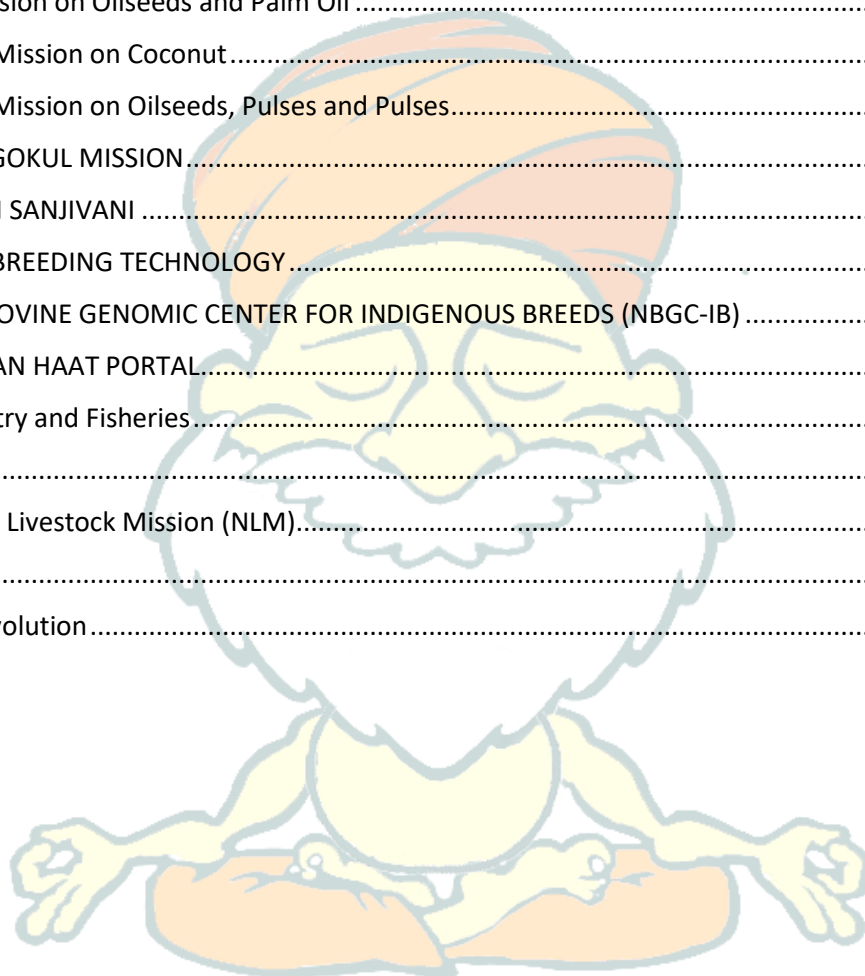 sion on Oilseeds and Palm Oil ..........
Mission on Coconut ..........
Mission on Oilseeds, Pulses and Pulses ..........
GOKUL MISSION ..........
SANJIVANI ..........
BREEDING TECHNOLOGY ..........
OVINE GENOMIC CENTER FOR INDIGENOUS BREEDS (NBGC-IB) ..........
AN HAAT PORTAL ..........
try and Fisheries ..........
..........
Livestock Mission (NLM) ..........
..........
volution ..........